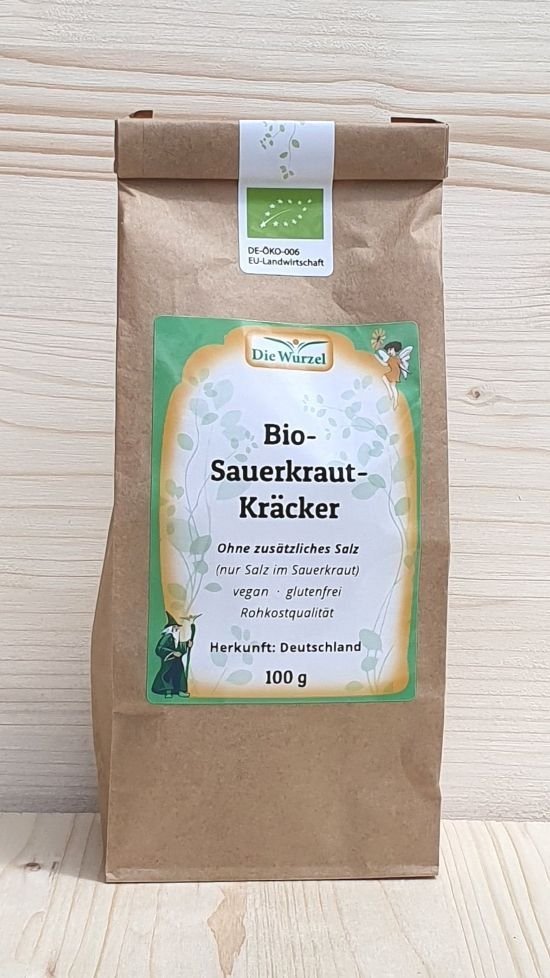 DE-ÖKO-006
EU-Landwirtschaft
Die Wurzel
Bio-
Sauerkraut-
Kräcker
Ohne zusätzliches Salz
(nur Salz im Sauerkraut)
vegan · glutenfrei
Rohkostqualität
Herkunft: Deutschland
100 g